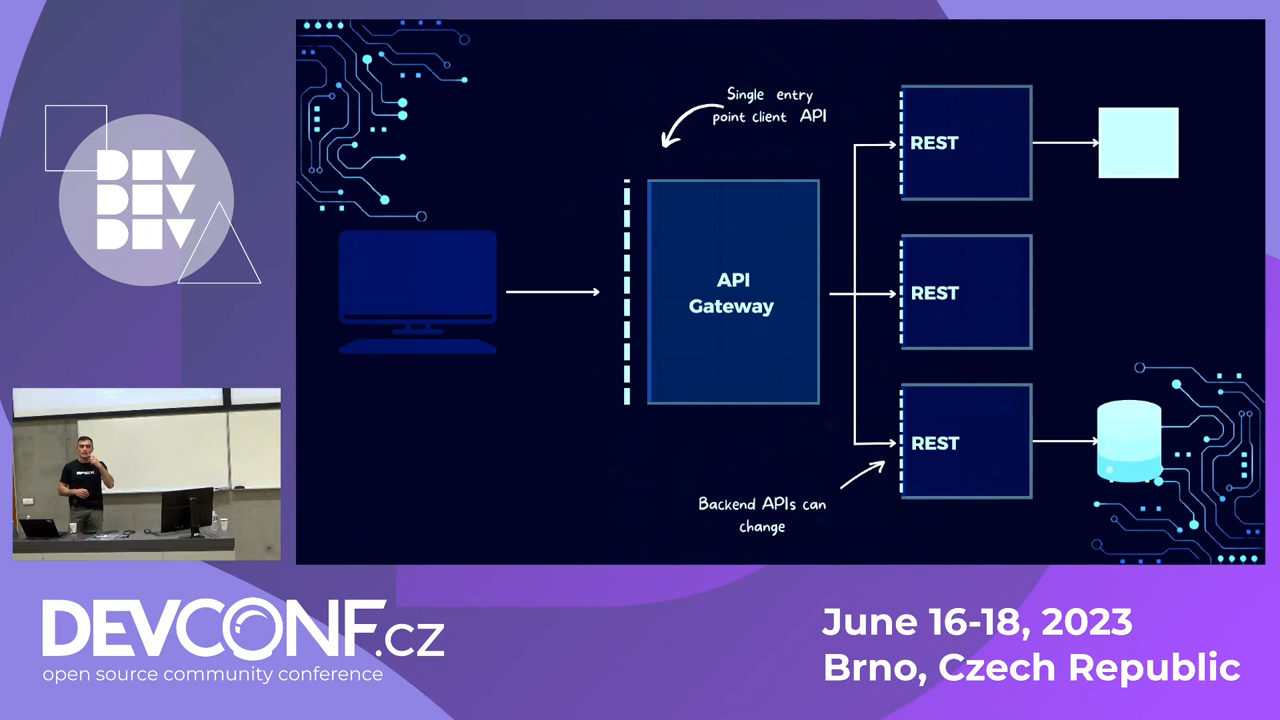 DEV
DEV
DEV
Single entry
point client API
API
Gateway
REST
REST
REST
Backend APIs can
change
DEVCONF.cz
open source community conference
June 16-18, 2023
Brno, Czech Republic